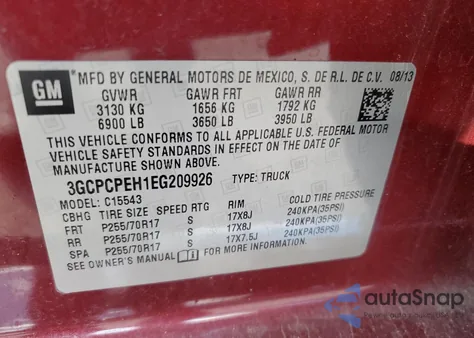 GM
MFD BY GENERAL MOTORS DE MEXICO, S. DE R.L. DE C.V. 08/13
GVWR GAWR FRT GAWR RR
3130 KG 1656 KG 1792 KG
6900 LB 3650 LB 3950 LB
THIS VEHICLE CONFORMS TO ALL APPLICABLE U.S. FEDERAL MOTOR
VEHICLE SAFETY STANDARDS IN EFFECT ON THE DATE OF
MANUFACTURE SHOWN ABOVE.
3GCPCPEH1EG209926 TYPE: TRUCK
MODEL: C15543
CBHG TIRE SIZE SPEED RTG RIM COLD TIRE PRESSURE
FRT P255/70R17 S 17X8J 240KPA(35PSI)
RR P255/70R17 S 17X8J 240KPA(35PSI)
SPA P255/70R17 S 17X7.5J 240KPA(35PSI)
SEE OWNER'S MANUAL FOR MORE INFORMATION
autoSnap